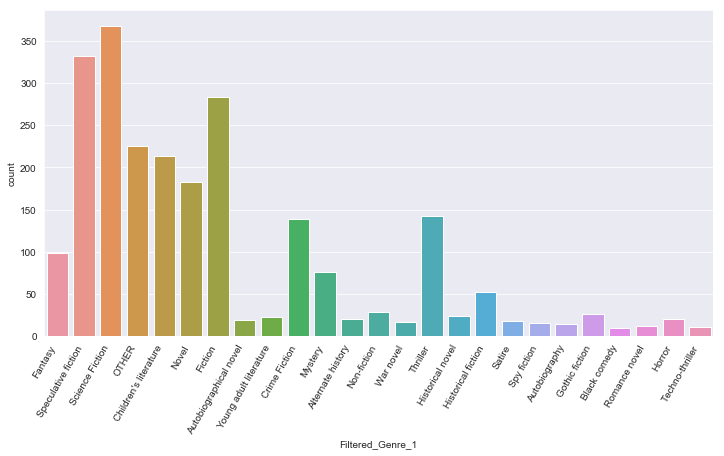 350
300
250
200
150
100
50
0
count
Fantasy
Speculative fiction
Science Fiction
OTHER
Children's literature
Novel
Fiction
Autobiographical novel
Young adult literature
Crime Fiction
Mystery
Alternate history
Non-fiction
War novel
Thriller
Historical novel
Historical fiction
Satire
Spy fiction
Autobiography
Gothic fiction
Black comedy
Romance novel
Horror
Techno-thriller
Filtered_Genre_1